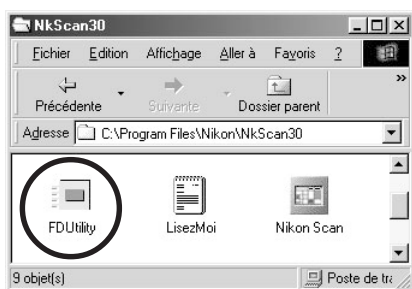 NkScan30
Fichier Edition Affichage Aller à Favoris ? »
Précédente Suivante Dossier parent
Adresse C:\Program Files\Nikon\NkScan30
FDUtility LisezMoi Nikon Scan
9 objet(s) Poste de tra